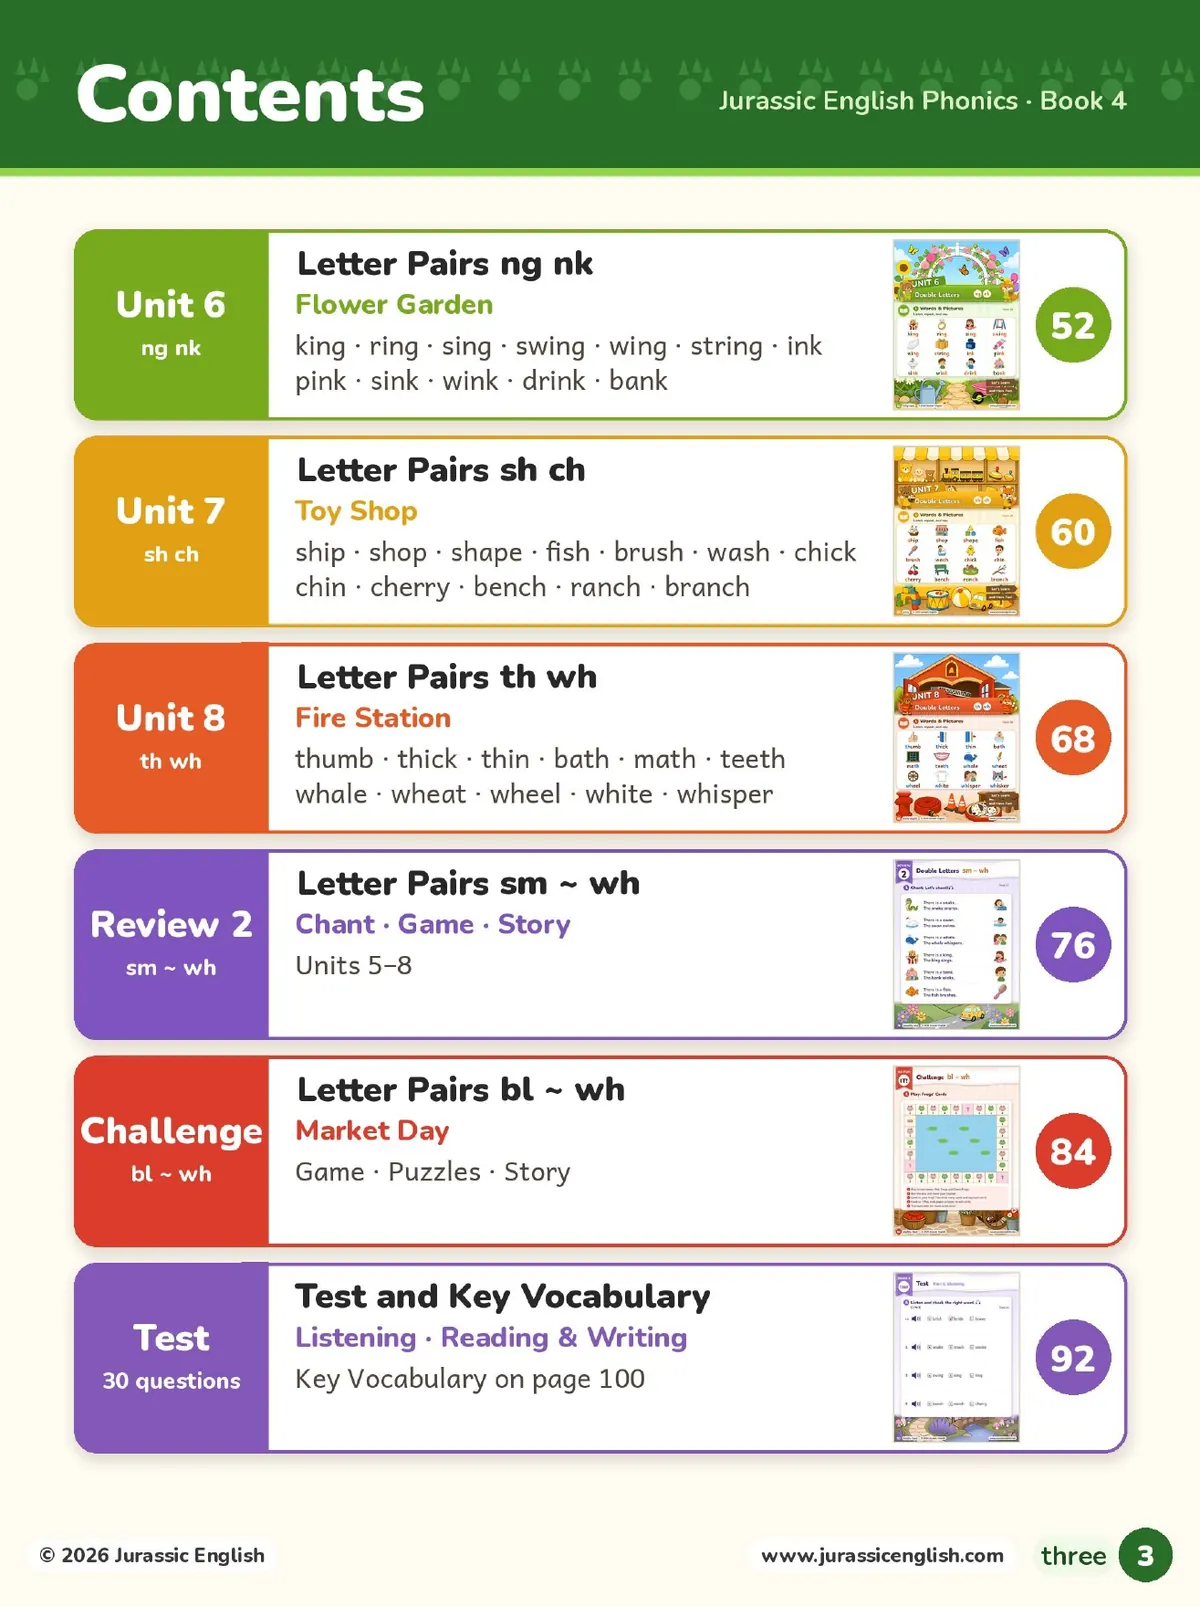 Contents
Jurassic English Phonics · Book 4
Unit 6
ng nk
Letter Pairs ng nk
Flower Garden
king · ring · sing · swing · wing · string · ink
pink · sink · wink · drink · bank
52
Unit 7
sh ch
Letter Pairs sh ch
Toy Shop
ship · shop · shape · fish · brush · wash · chick
chin · cherry · bench · ranch · branch
60
Unit 8
th wh
Letter Pairs th wh
Fire Station
thumb · thick · thin · bath · math · teeth
whale · wheat · wheel · white · whisper
68
Review 2
sm ~ wh
Letter Pairs sm ~ wh
Chant · Game · Story
Units 5–8
76
Challenge
bl ~ wh
Letter Pairs bl ~ wh
Market Day
Game · Puzzles · Story
84
Test
30 questions
Test and Key Vocabulary
Listening · Reading & Writing
Key Vocabulary on page 100
92
© 2026 Jurassic English
www.jurassicenglish.com
three 3